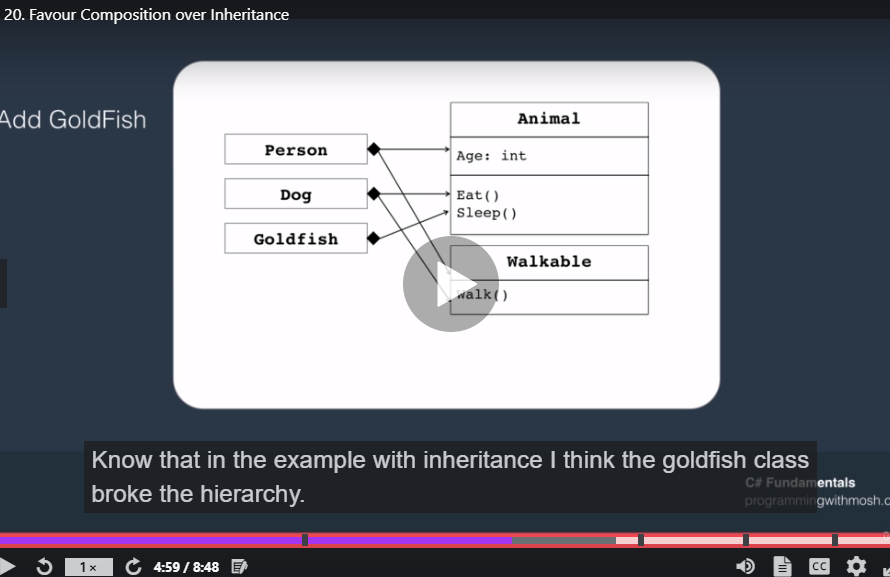 20. Favour Composition over Inheritance
Add GoldFish
Animal
Person
Age: int
Dog
Eat()
Sleep()
Goldfish
Walkable
Walk()
Know that in the example with inheritance I think the goldfish class
broke the hierarchy.
C# Fundamentals
programmingwithmosh.c
1×
4:59 / 8:48
CC